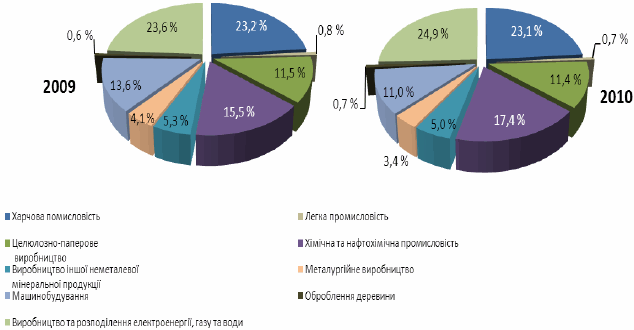 23,6 %
23,2 %
0,6 %
0,8 %
2009
13,6 %
11,5 %
4,1 %
5,3 %
15,5 %
24,9 %
23,1 %
0,7 %
0,7 %
11,0 %
11,4 %
2010
3,4 %
5,0 %
17,4 %
Харчова помисловість
Легка промисловість
Целюлозно-паперове
виробництво
Хімічна та нафтохімічна промисловість
Виробництво іншої неметалевої
мінеральної продукції
Металургійне виробництво
Машинобудування
Оброблення деревини
Виробництво та розподілення електроенергії, газу та води